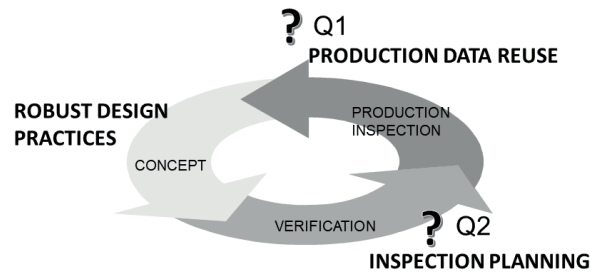 ? Q1
PRODUCTION DATA REUSE
ROBUST DESIGN
PRACTICES
PRODUCTION
INSPECTION
CONCEPT
VERIFICATION
? Q2
INSPECTION PLANNING